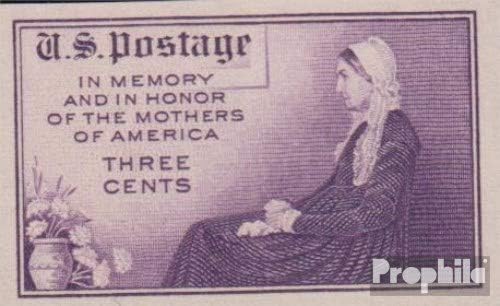 U.S. Postage
IN MEMORY
AND IN HONOR
OF THE MOTHERS
OF AMERICA
THREE
CENTS
Prophila